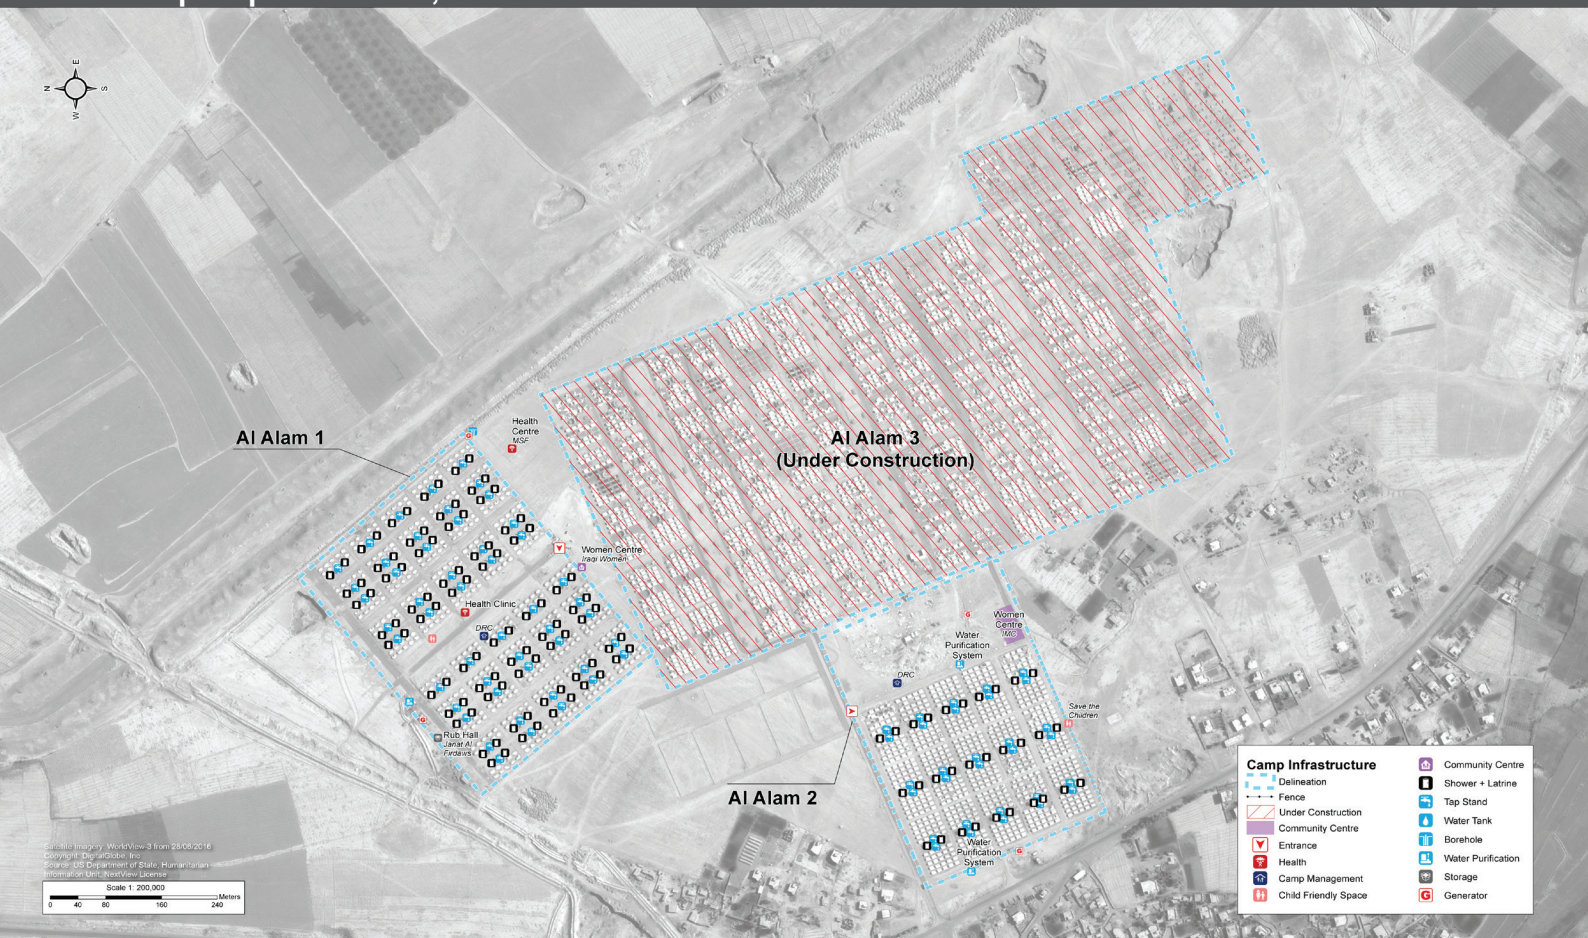 E
N
S
W
Al Alam 1
Health
Centre
MSF
Al Alam 3
(Under Construction)
Women Centre
Iraqi Women
Health Clinic
DRC
Women
Centre
IMC
Water
Purification
System
DRC
Save the
Children
Rub Hall
Janat Al
Firdaws
Al Alam 2
Water
Purification
System
Camp Infrastructure
Delineation
Fence
Under Construction
Community Centre
Entrance
Health
Camp Management
Child Friendly Space
Community Centre
Shower + Latrine
Tap Stand
Water Tank
Borehole
Water Purification
Storage
G Generator
Satellite Imagery: WorldView-3 from 28/08/2016
Copyright: DigitalGlobe, Inc
Source: US Department of State, Humanitarian
Information Unit, NextView License
Scale 1: 200,000
Meters
0 40 80 160 240